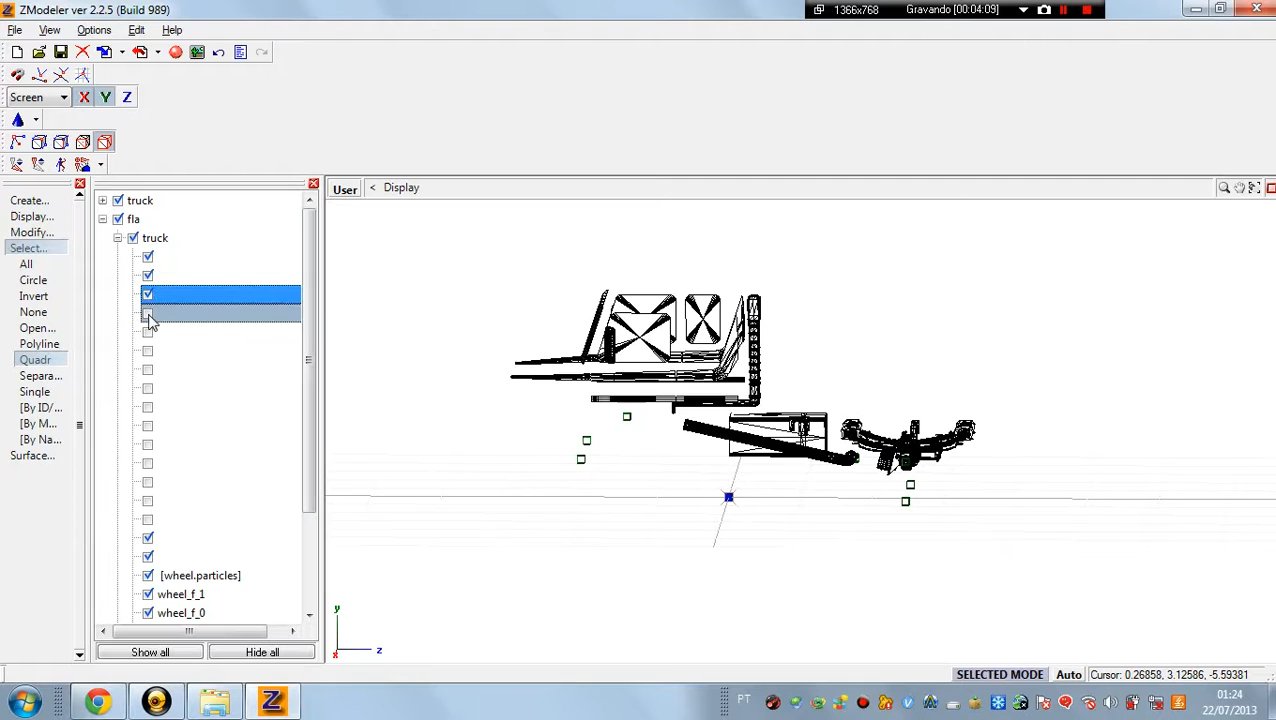 ZModeler ver 2.2.5 (Build 989)
1366x768
Gravando [00:04:09]
File View Options Edit Help
Screen X Y Z
Create...
Display...
Modify...
Select...
All
Circle
Invert
None
Open...
Polyline
Quadr
Separa...
Single
[By ID/...
[By M...
[By Na...
Surface...
truck
fla
truck
[wheel.particles]
wheel_f_1
wheel_f_0
Show all
Hide all
User < Display
y
x
z
SELECTED MODE Auto Cursor: 0.26858, 3.12586, -5.59381
PT
01:24
22/07/2013